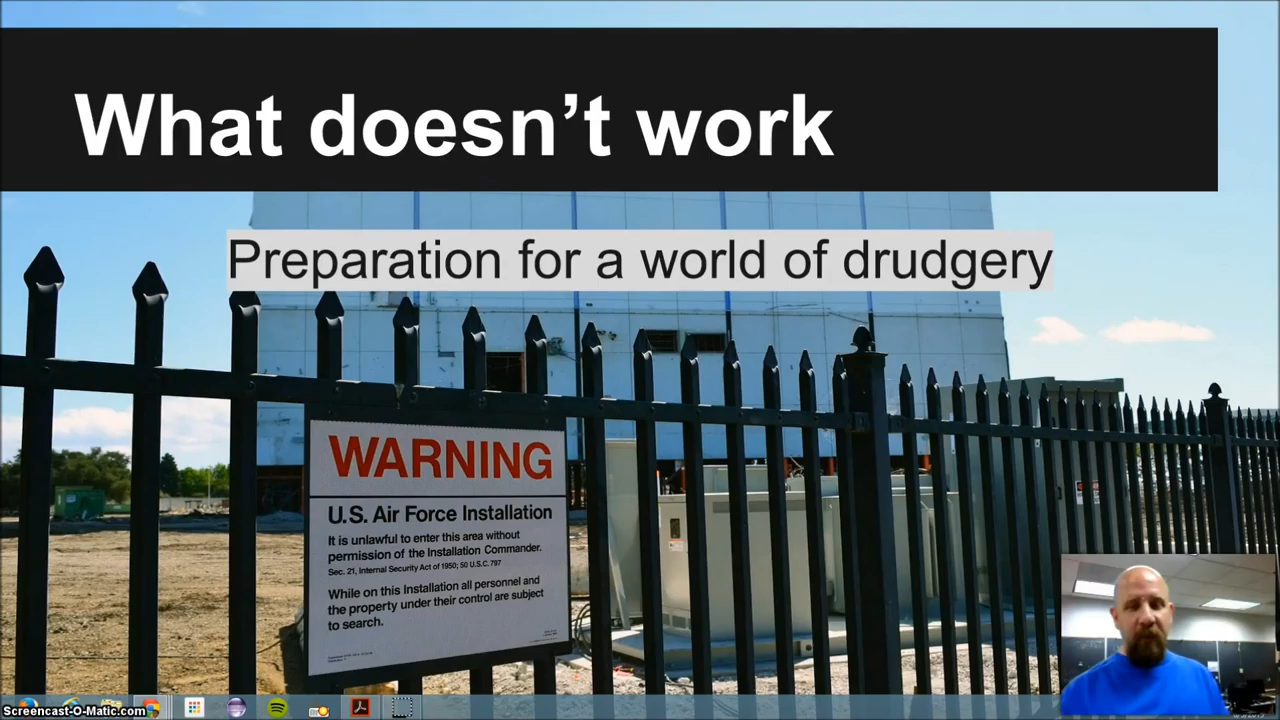 What doesn’t work
Preparation for a world of drudgery
WARNING
U.S. Air Force Installation
It is unlawful to enter this area without
permission of the Installation Commander.
Sec. 21, Internal Security Act of 1950; 50 U.S.C. 797
While on this Installation all personnel and
the property under their control are subject
to search.
Screencast-O-Matic.com